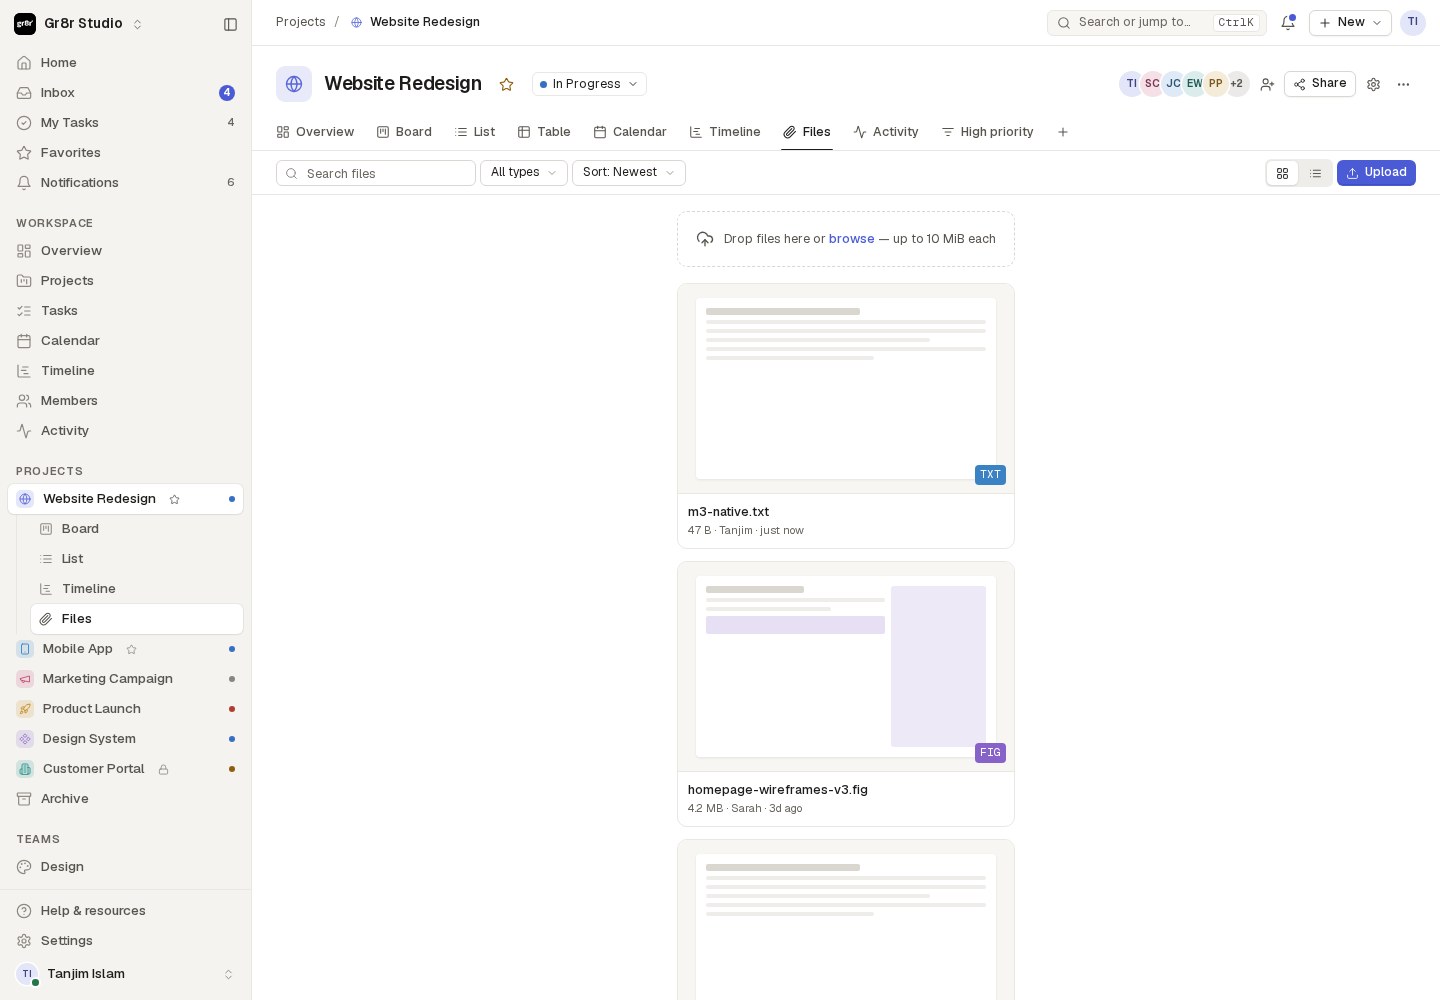 gr8r Gr8r Studio
Home
Inbox 4
My Tasks 4
Favorites
Notifications 6
WORKSPACE
Overview
Projects
Tasks
Calendar
Timeline
Members
Activity
PROJECTS
Website Redesign
Board
List
Timeline
Files
Mobile App
Marketing Campaign
Product Launch
Design System
Customer Portal
Archive
TEAMS
Design
Help & resources
Settings
TI Tanjim Islam
Projects / Website Redesign
Search or jump to... CtrlK
New
TI
Website Redesign
In Progress
TI SC JC EW PP +2
Share
Overview Board List Table Calendar Timeline Files Activity High priority
Search files
All types
Sort: Newest
Upload
Drop files here or browse — up to 10 MiB each
TXT
m3-native.txt
47 B · Tanjim · just now
FIG
homepage-wireframes-v3.fig
4.2 MB · Sarah · 3d ago